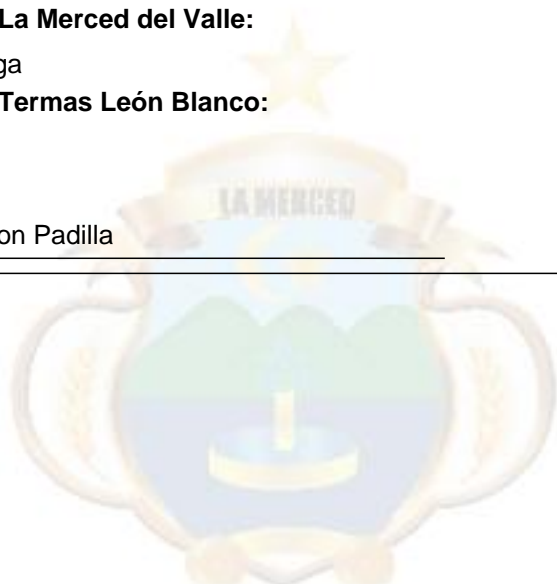 La Merced del Valle:
ga
Termas León Blanco:
LA MERCED
on Padilla